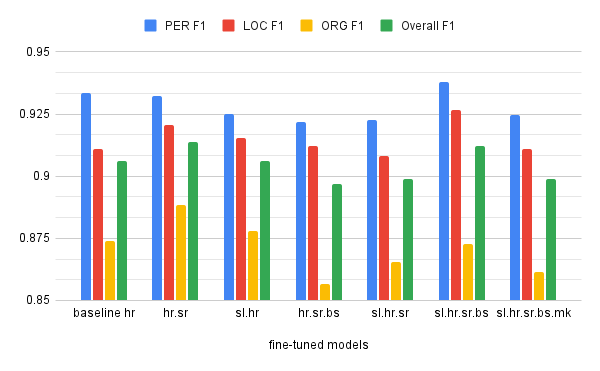 PER F1 LOC F1 ORG F1 Overall F1
0.95
0.925
0.9
0.875
0.85
baseline hr hr.sr sl.hr hr.sr.bs sl.hr.sr sl.hr.sr.bs sl.hr.sr.bs.mk
fine-tuned models